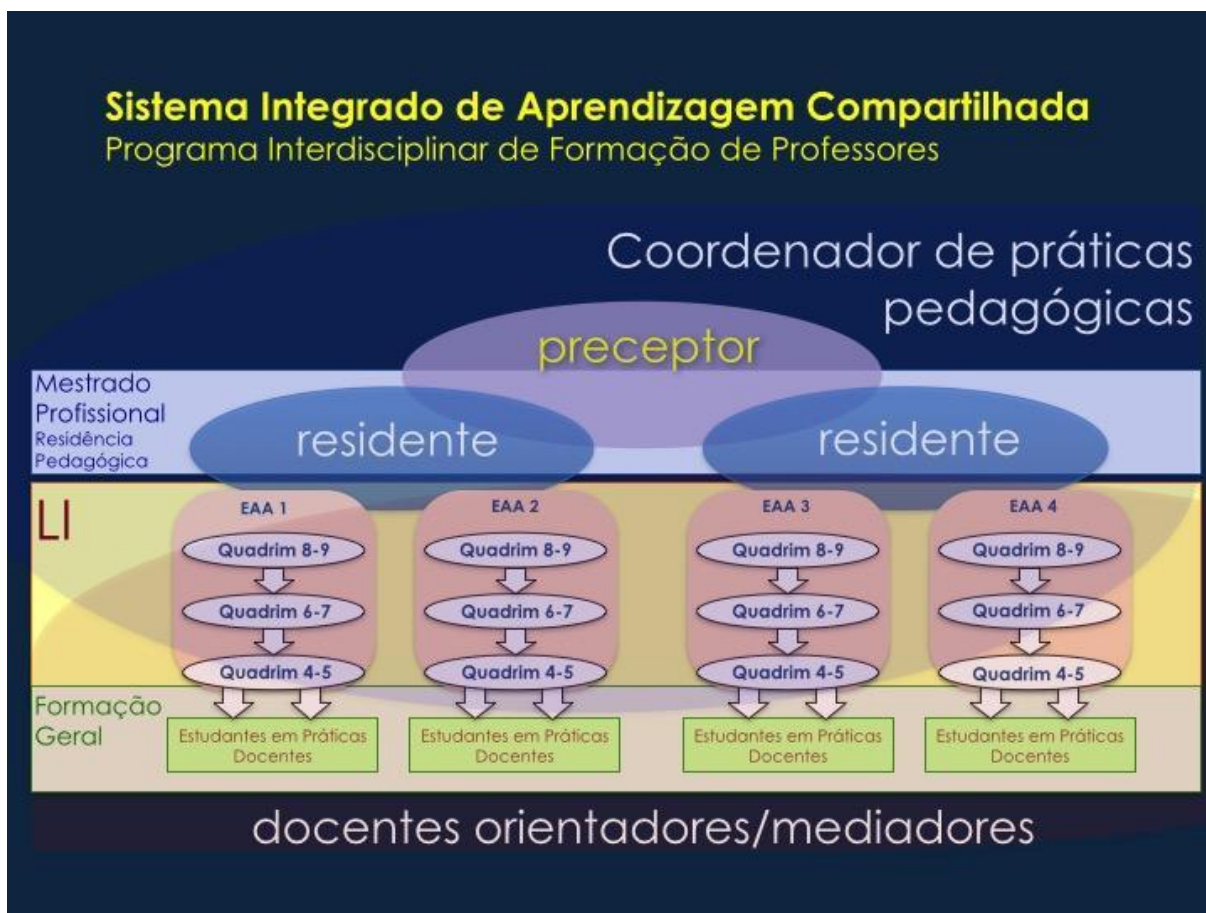 Sistema Integrado de Aprendizagem Compartilhada
Programa Interdisciplinar de Formação de Professores
Coordenador de práticas
pedagógicas
preceptor
Mestrado
Profissional
Residência
Pedagógica
residente
residente
LI
EAA 1
EAA 2
EAA 3
EAA 4
Quadrim 8-9
Quadrim 8-9
Quadrim 8-9
Quadrim 8-9
Quadrim 6-7
Quadrim 6-7
Quadrim 6-7
Quadrim 6-7
Quadrim 4-5
Quadrim 4-5
Quadrim 4-5
Quadrim 4-5
Formação
Geral
Estudantes em Práticas
Docentes
Estudantes em Práticas
Docentes
Estudantes em Práticas
Docentes
Estudantes em Práticas
Docentes
docentes orientadores/mediadores